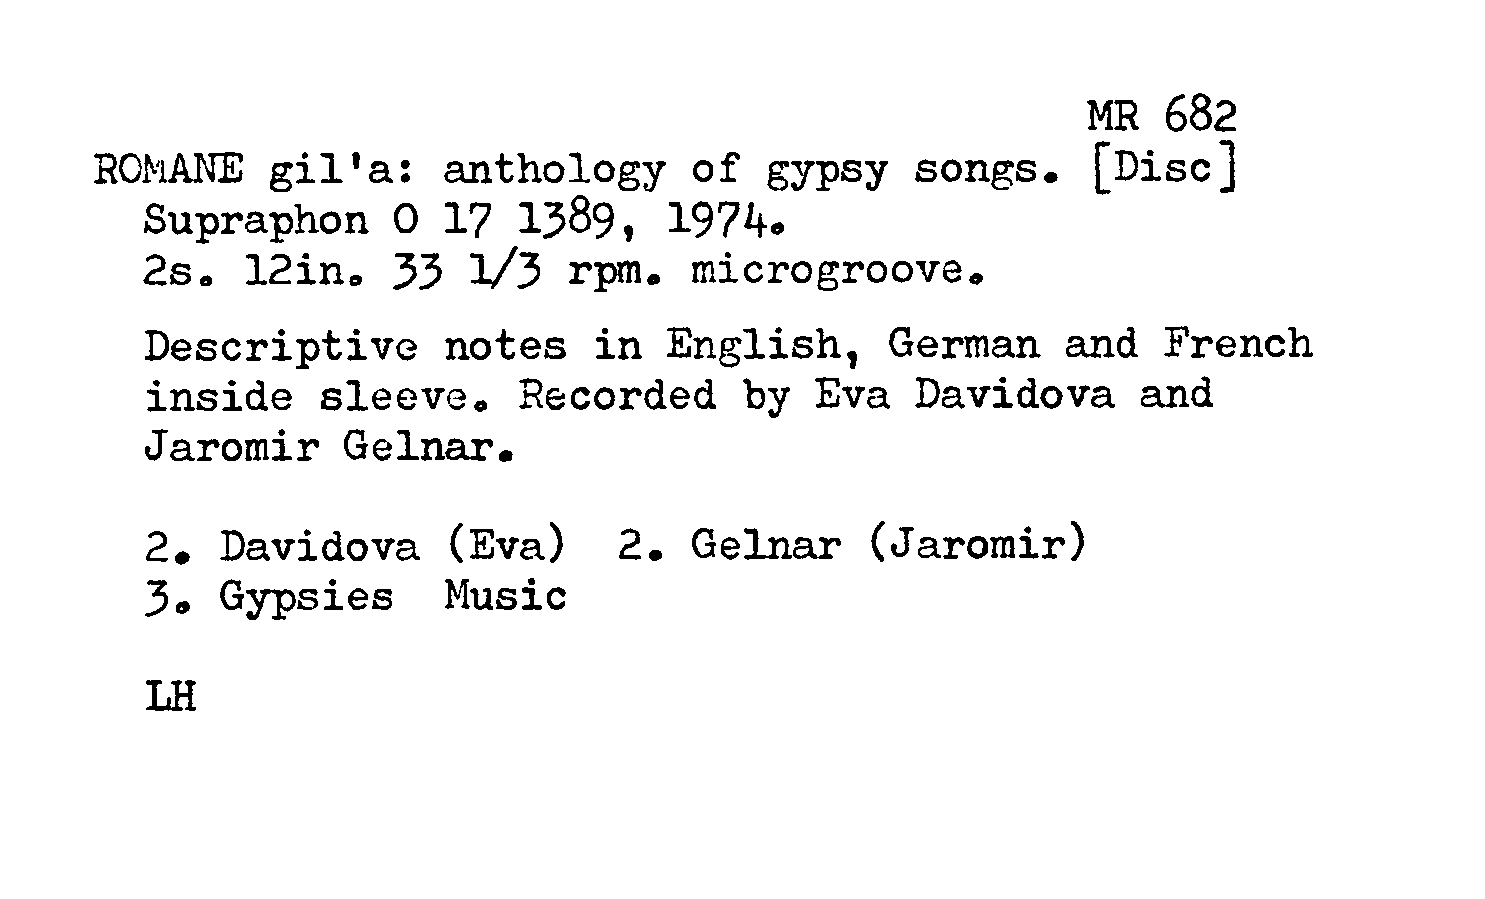 MR 682
ROMANE gil'a: anthology of gypsy songs. [Disc]
Supraphon 0 17 1389, 1974.
2s. 12in. 33 1/3 rpm. microgroove.
Descriptive notes in English, German and French
inside sleeve. Recorded by Eva Davidova and
Jaromir Gelnar.
2. Davidova (Eva) 2. Gelnar (Jaromir)
3. Gypsies Music
LH